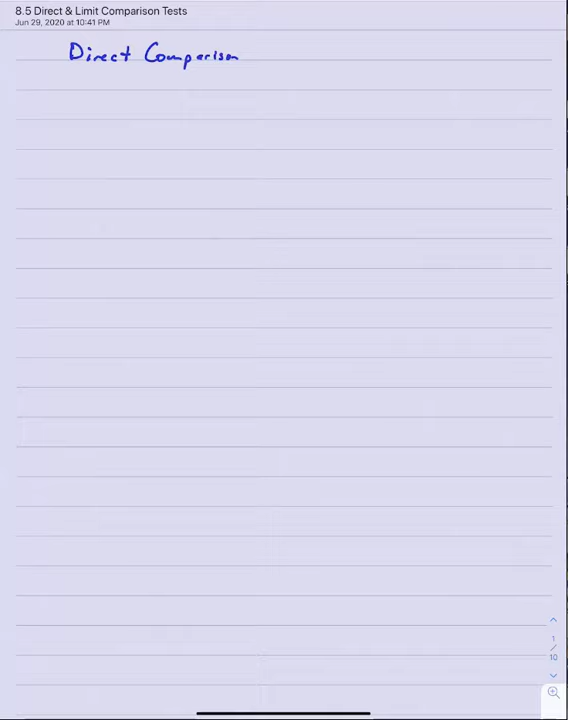 8.5 Direct & Limit Comparison Tests
Jun 29, 2020 at 10:41 PM
Direct Comparison
1
/
10